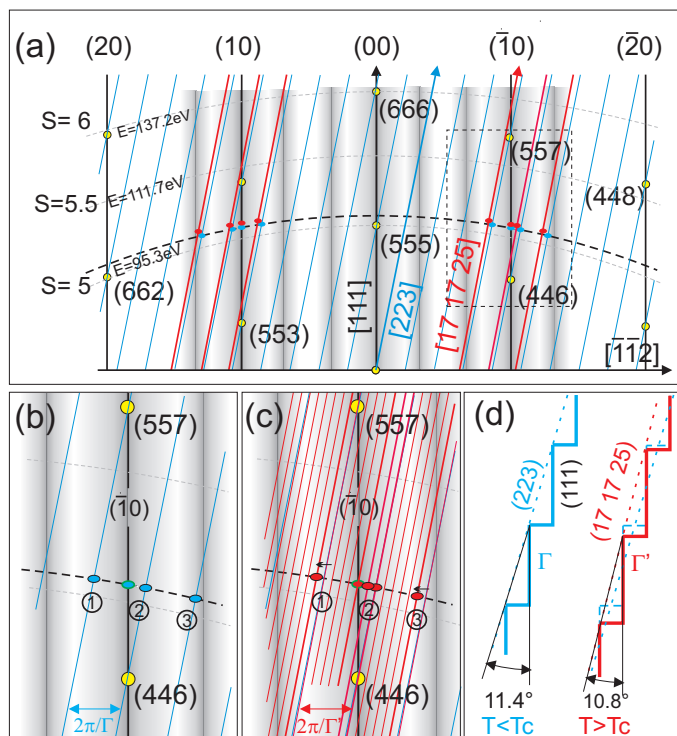 (a)
(20) (10) (00) (1̄0) (2̄0)
S= 6
E=137.2eV
(666)
(557)
S=5.5
E=111.7eV
(448)
E=95.3eV
(555)
S= 5
(662)
[111]
[223]
[17 17 25]
(446)
(553)
[1̄1̄2]
(b)
(557)
(1̄0)
1
2
3
(446)
2π/Γ
(c)
(557)
(1̄0)
1
2
3
(446)
2π/Γ'
(d)
(223)
(111)
(17 17 25)
Γ
Γ'
11.4°
10.8°
T<Tc
T>Tc